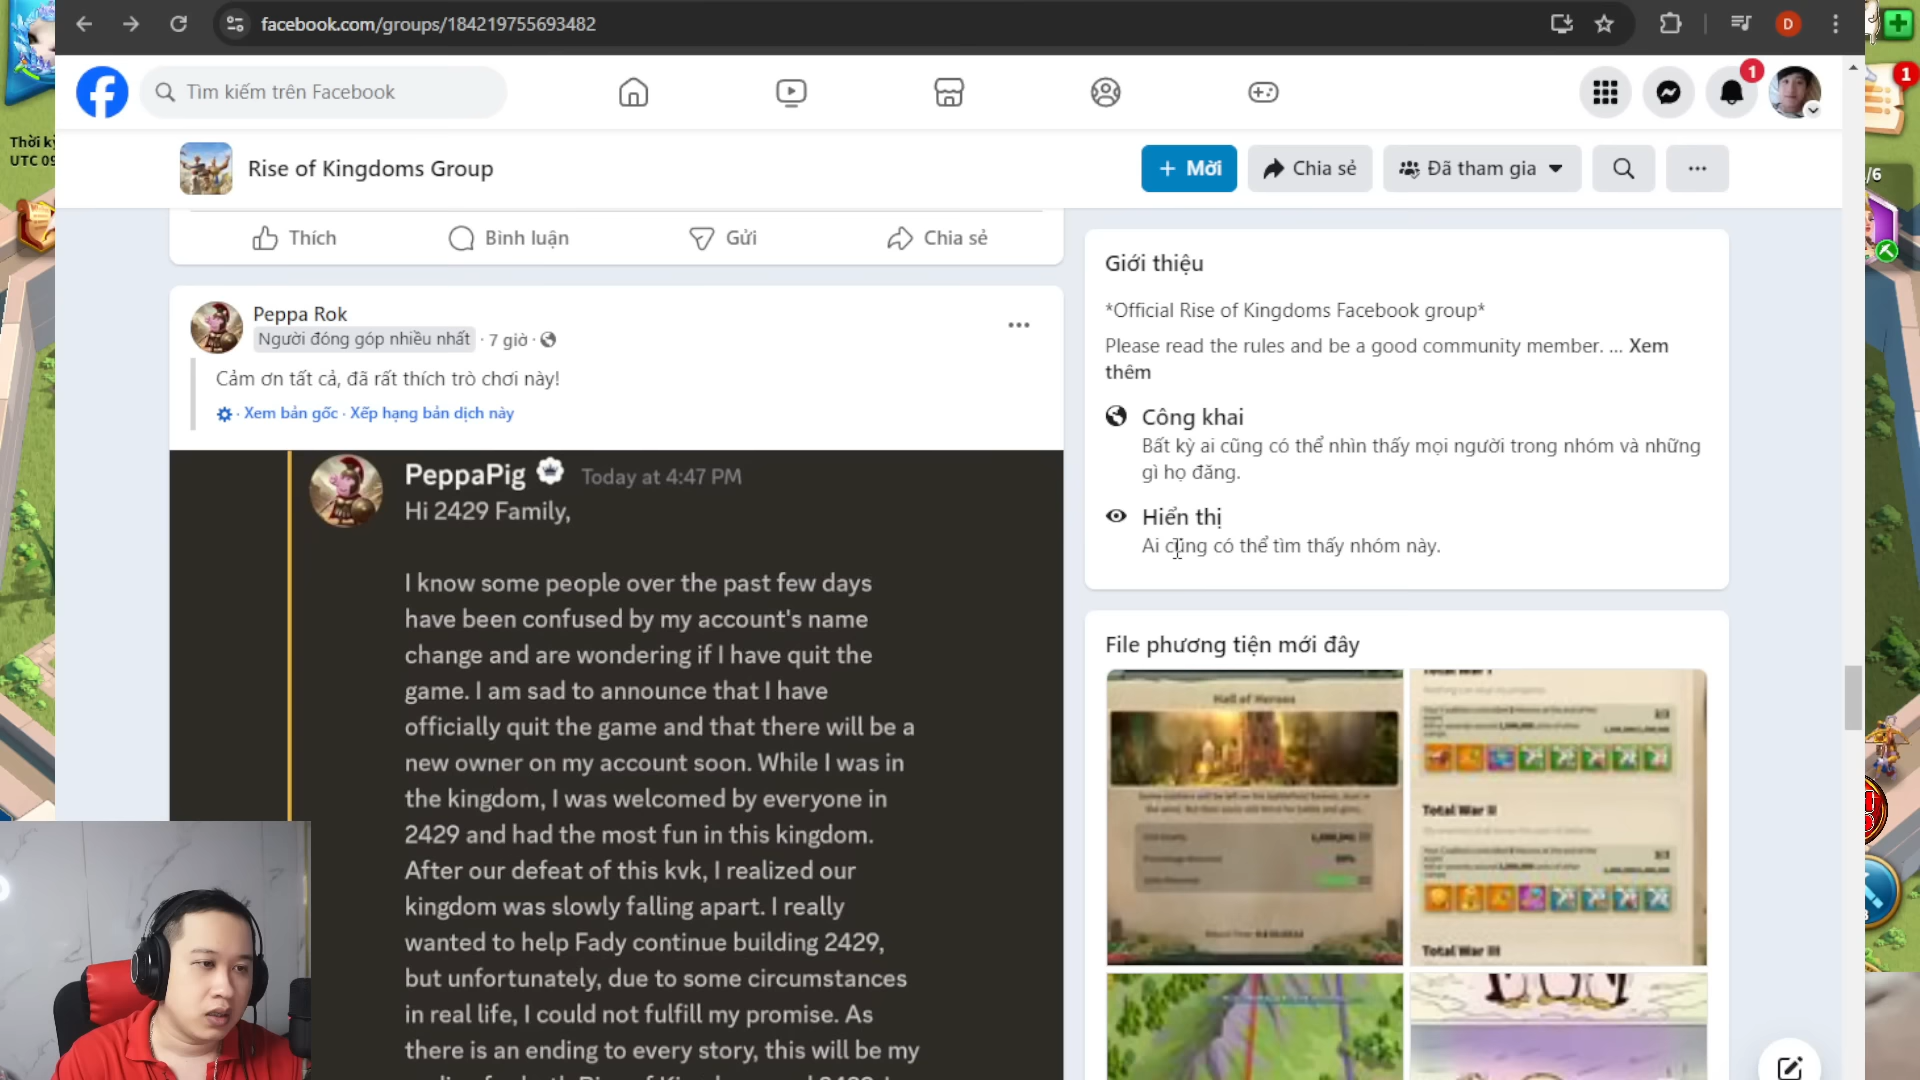 facebook.com/groups/184219755693482
D
Tìm kiếm trên Facebook
1
1
Thời kỳ
UTC 09
/6
Rise of Kingdoms Group
+ Mời
Chia sẻ
Đã tham gia
Thích
Bình luận
Gửi
Chia sẻ
Peppa Rok
Người đóng góp nhiều nhất · 7 giờ ·
Cảm ơn tất cả, đã rất thích trò chơi này!
· Xem bản gốc · Xếp hạng bản dịch này
PeppaPig Today at 4:47 PM
Hi 2429 Family,
I know some people over the past few days
have been confused by my account's name
change and are wondering if I have quit the
game. I am sad to announce that I have
officially quit the game and that there will be a
new owner on my account soon. While I was in
the kingdom, I was welcomed by everyone in
2429 and had the most fun in this kingdom.
After our defeat of this kvk, I realized our
kingdom was slowly falling apart. I really
wanted to help Fady continue building 2429,
but unfortunately, due to some circumstances
in real life, I could not fulfill my promise. As
there is an ending to every story, this will be my
Giới thiệu
*Official Rise of Kingdoms Facebook group*
Please read the rules and be a good community member. ... Xem
thêm
Công khai
Bất kỳ ai cũng có thể nhìn thấy mọi người trong nhóm và những
gì họ đăng.
Hiển thị
Ai cũng có thể tìm thấy nhóm này.
File phương tiện mới đây
Hall of Heroes
Total War I
Total War II
Total War III